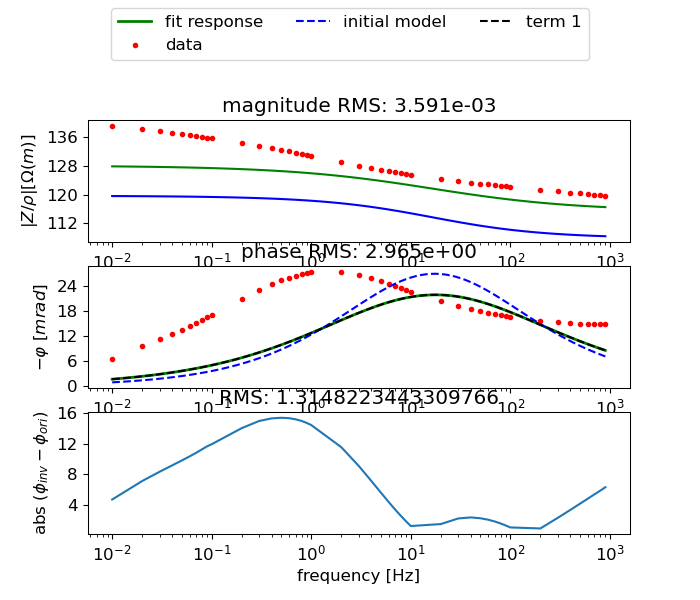 fit response initial model term 1
data
magnitude RMS: 3.591e-03
|Z/ρ|[Ω(m)]
136
128
120
112
10⁻² 10⁻¹ 10⁰ 10¹ 10² 10³
phase RMS: 2.965e+00
−φ [mrad]
24
18
12
6
0
10⁻² 10⁻¹ 10⁰ 10¹ 10² 10³
RMS: 1.3148223443309766
abs (ϕ_inv − ϕ_ori)
16
12
8
4
10⁻² 10⁻¹ 10⁰ 10¹ 10² 10³
frequency [Hz]